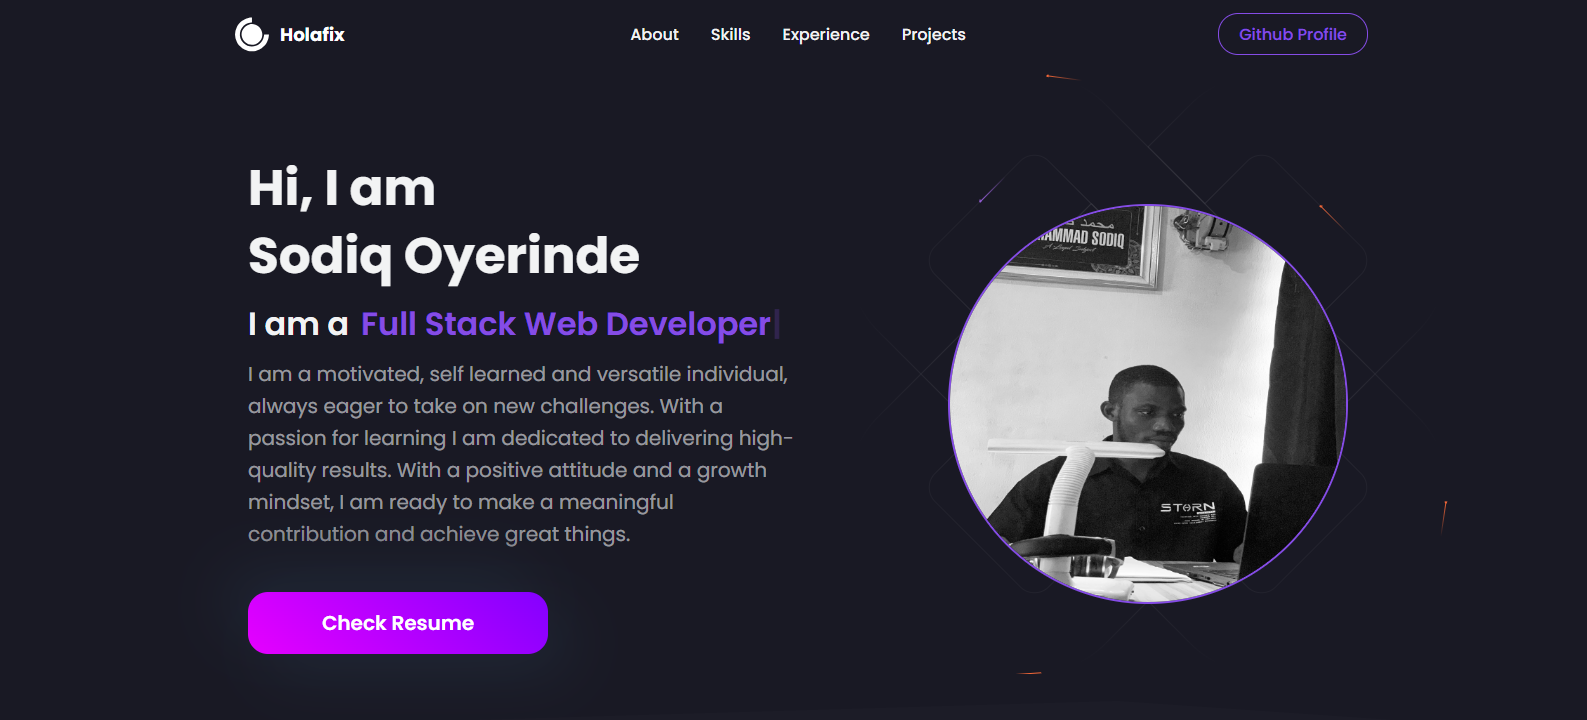 Holafix
About
Skills
Experience
Projects
Github Profile
Hi, I am
Sodiq Oyerinde
I am a Full Stack Web Developer
I am a motivated, self learned and versatile individual,
always eager to take on new challenges. With a
passion for learning I am dedicated to delivering high-
quality results. With a positive attitude and a growth
mindset, I am ready to make a meaningful
contribution and achieve great things.
Check Resume
محمد
AMMAD SODIQ
A Loyal Subject
STORN